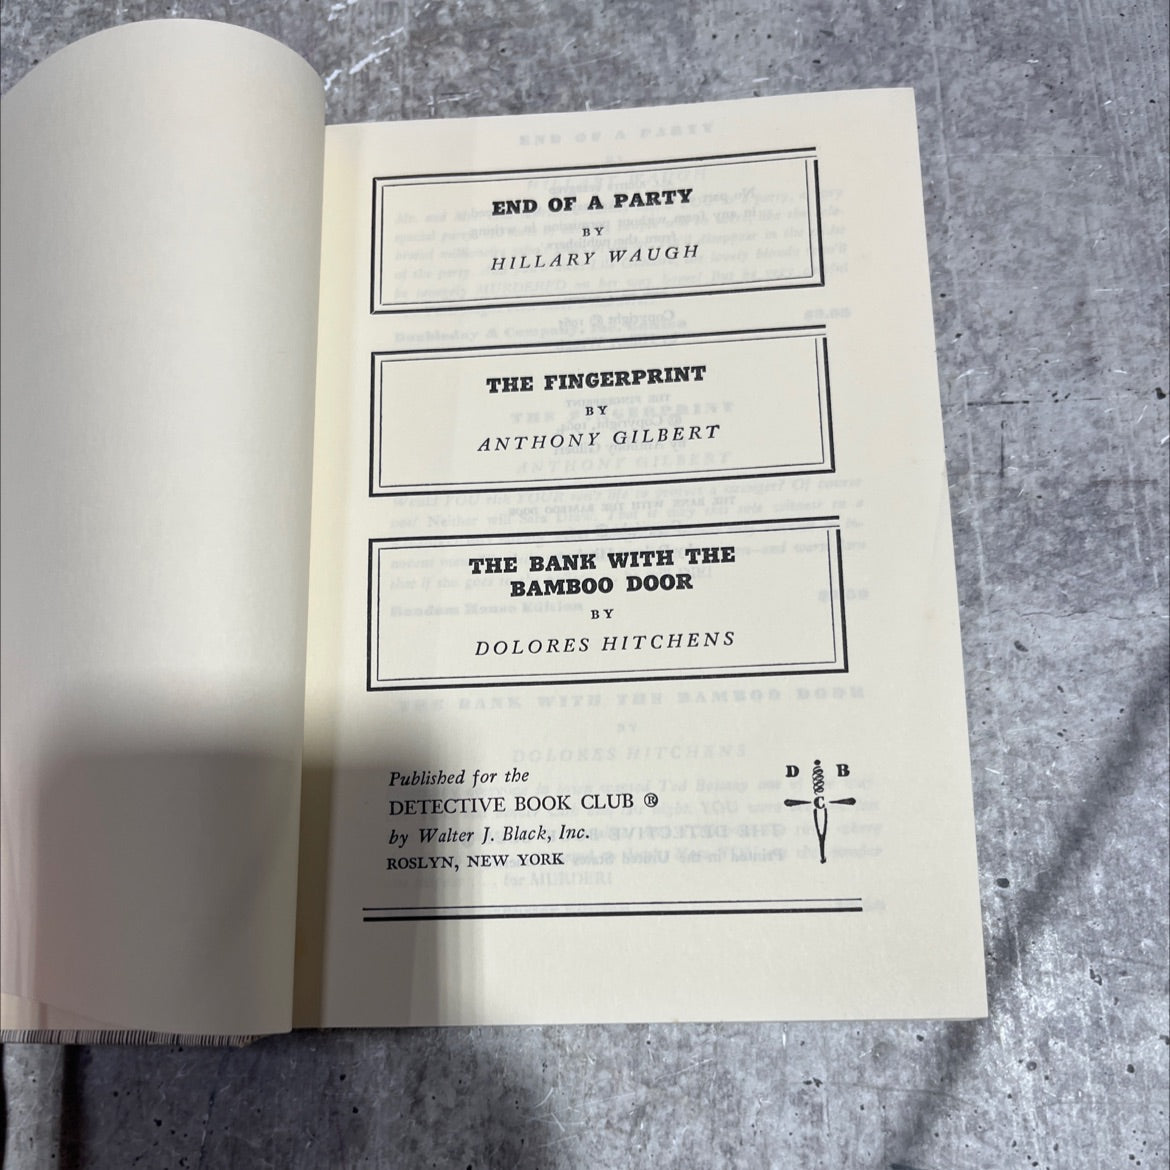 END OF A PARTY
BY
HILLARY WAUGH
THE FINGERPRINT
BY
ANTHONY GILBERT
THE BANK WITH THE
BAMBOO DOOR
BY
DOLORES HITCHENS
Published for the
DETECTIVE BOOK CLUB ®
by Walter J. Black, Inc.
ROSLYN, NEW YORK
D B
C